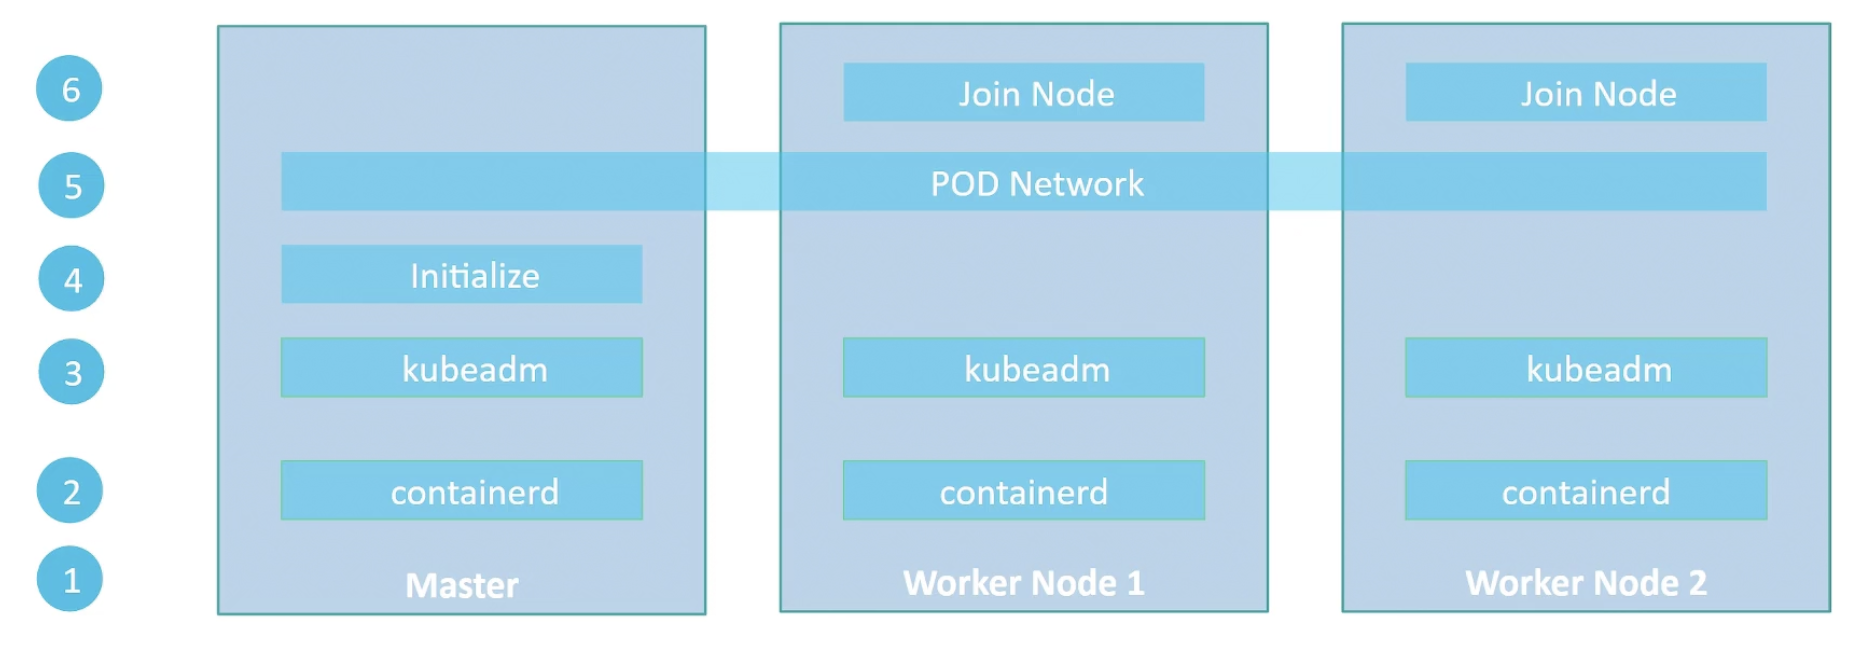 6
Join Node
Join Node
5
POD Network
4
Initialize
3
kubeadm
kubeadm
kubeadm
2
containerd
containerd
containerd
1
Master
Worker Node 1
Worker Node 2